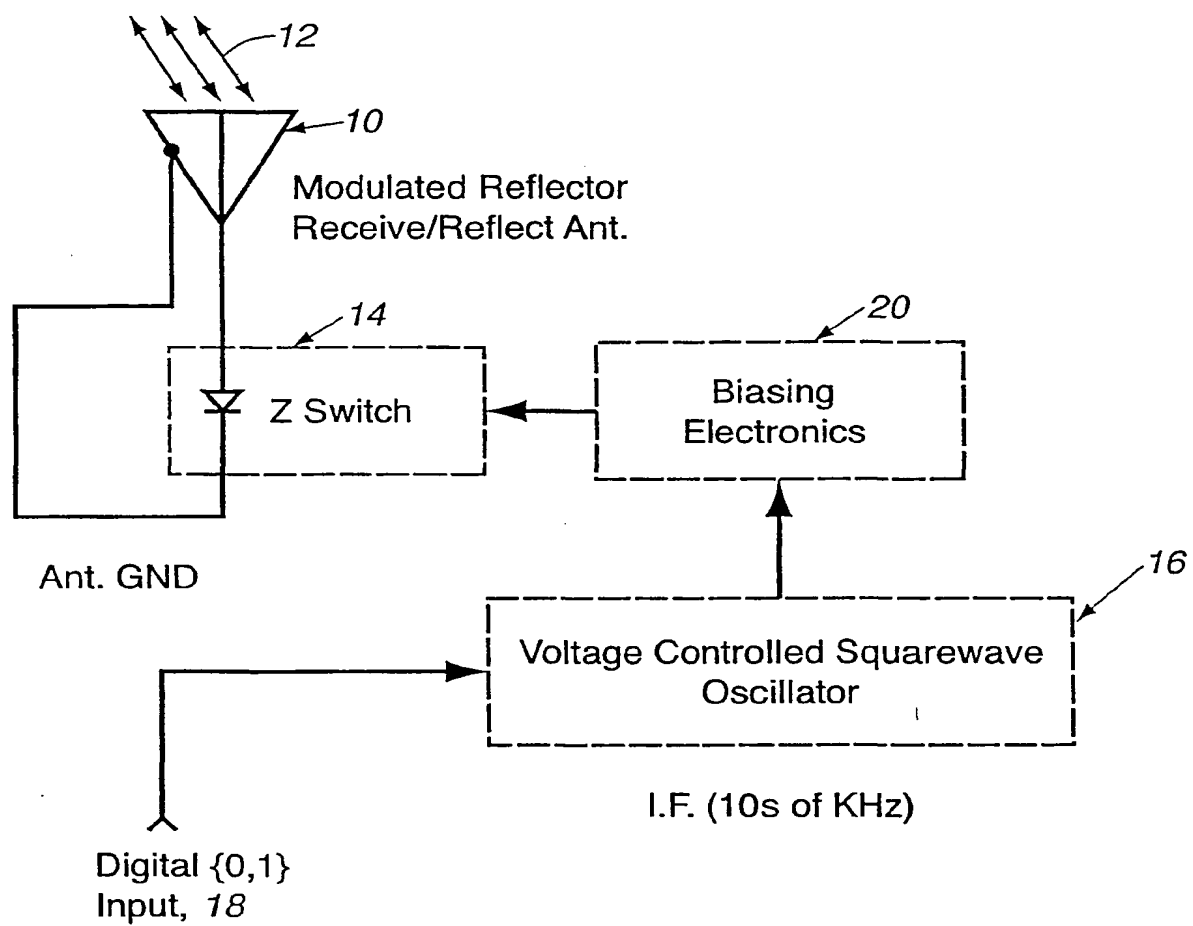 12
10
Modulated Reflector
Receive/Reflect Ant.
14
20
Z Switch
Biasing
Electronics
Ant. GND
16
Voltage Controlled Squarewave
Oscillator
I.F. (10s of KHz)
Digital {0,1}
Input, 18